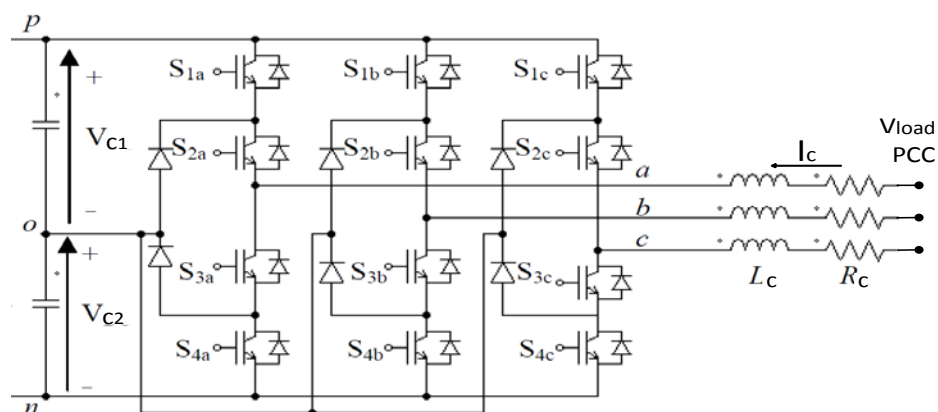 p
S1a
S1b
S1c
+
VC1
S2a
S2b
S2c
Vload
PCC
Ic
a
−
o
b
+
c
S3a
S3b
S3c
Lc
Rc
VC2
S4a
S4b
S4c
−
n